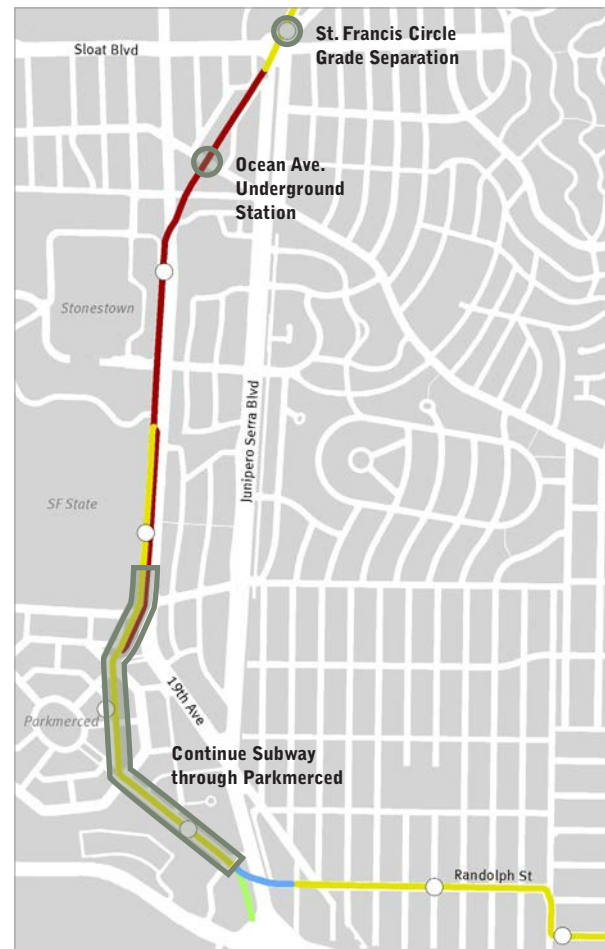 St. Francis Circle
Grade Separation
Sloat Blvd
Ocean Ave.
Underground
Station
Stonestown
Junipero Serra Blvd
SF State
19th Ave
Parkmerced
Continue Subway
through Parkmerced
Randolph St